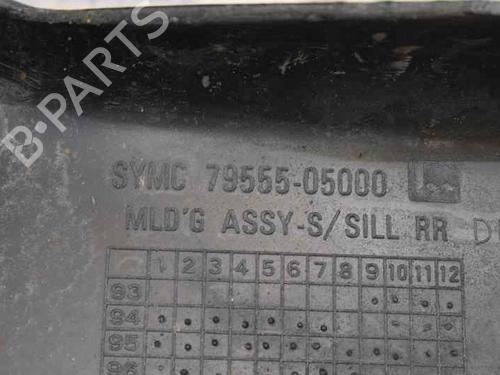 B-PARTS
SYMC 79555-05000
MLD'G ASSY-S/SILL RR
1 2 3 4 5 6 7 8 9 10 11 12
93
94
95
96